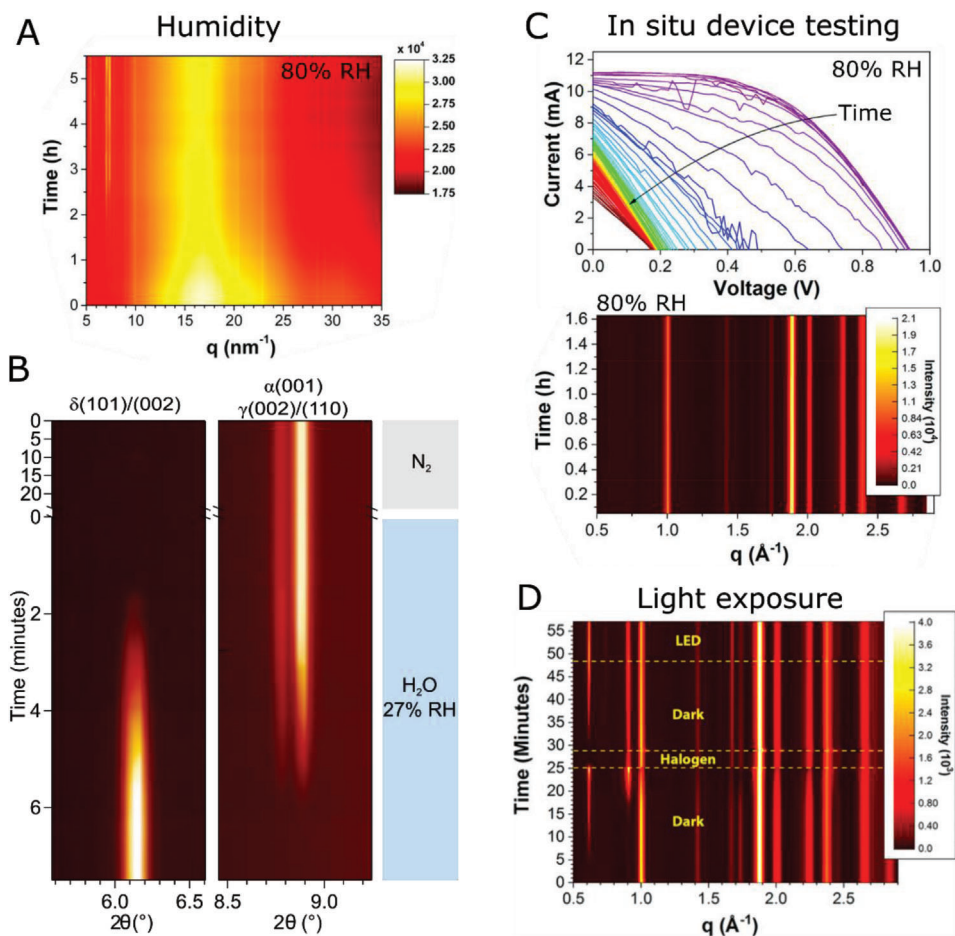 A
Humidity
x 10⁴
80% RH
3.25
3.00
2.75
2.50
2.25
2.00
1.75
Time (h)
5
4
3
2
1
0
5 10 15 20 25 30 35
q (nm⁻¹)
B
δ(101)/(002)
α(001)
γ(002)/(110)
0
5
10
15
20
0
2
4
6
Time (minutes)
N₂
H₂O
27% RH
6.0 6.5
2θ(°)
8.5 9.0
2θ(°)
C
In situ device testing
80% RH
Time
Current (mA)
12
10
8
6
4
2
0
0.0 0.2 0.4 0.6 0.8 1.0
Voltage (V)
80% RH
Time (h)
1.6
1.4
1.2
1.0
0.8
0.6
0.4
0.2
0.5 1.0 1.5 2.0 2.5
q (Å⁻¹)
2.1
1.9
1.7
1.5
1.3
1.1
0.84
0.63
0.42
0.21
0.0
Intensity (10⁴)
D
Light exposure
Time (Minutes)
55
50
45
40
35
30
25
20
15
10
5
0
LED
Dark
Halogen
Dark
0.5 1.0 1.5 2.0 2.5
q (Å⁻¹)
4.0
3.6
3.2
2.8
2.4
2.0
1.6
1.2
0.80
0.40
0.0
Intensity (10³)